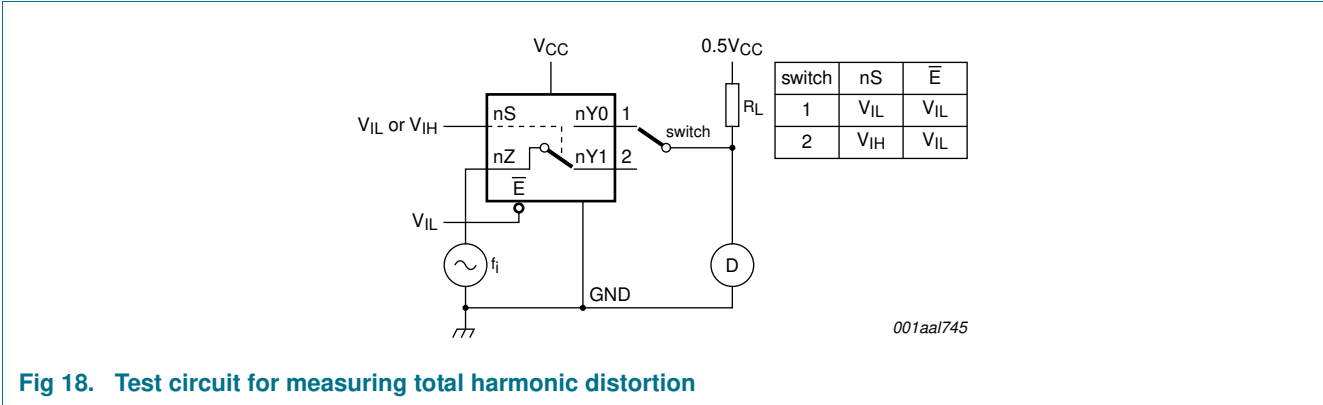 VCC
0.5VCC
switch nS E
1 VIL VIL
2 VIH VIL
RL
VIL or VIH
nS
nY0
1
switch
nZ
nY1
2
E
VIL
fi
D
GND
001aal745
Fig 18. Test circuit for measuring total harmonic distortion